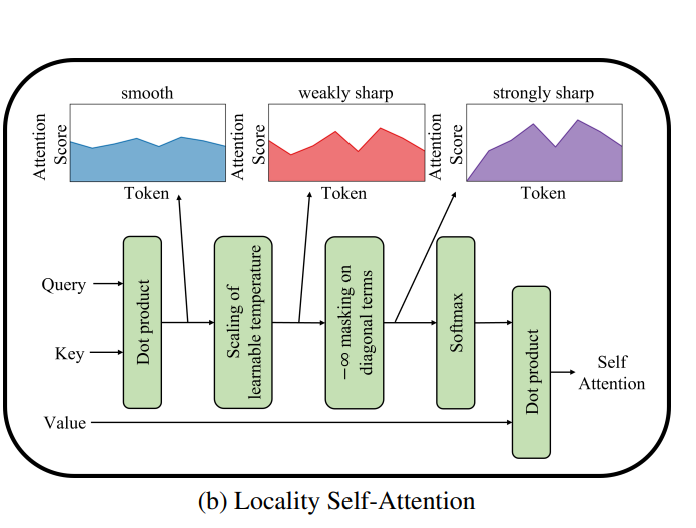 smooth
weakly sharp
strongly sharp
Attention
Score
Attention
Score
Attention
Score
Token
Token
Token
Query
Key
Value
Dot product
Scaling of
learnable temperature
−∞ masking on
diagonal terms
Softmax
Dot product
Self
Attention
(b) Locality Self-Attention